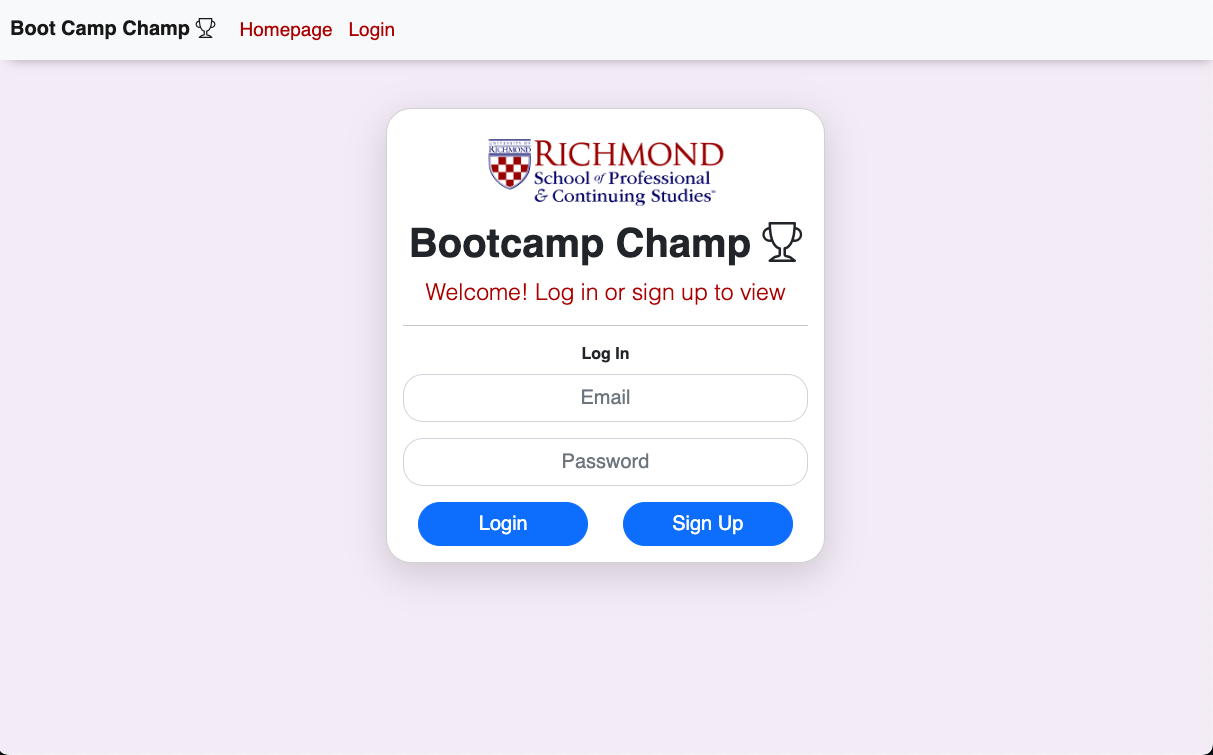 Boot Camp Champ Homepage Login
UNIVERSITY OF
RICHMOND
RICHMOND
School of Professional
& Continuing Studies℠
Bootcamp Champ
Welcome! Log in or sign up to view
Log In
Email
Password
Login Sign Up